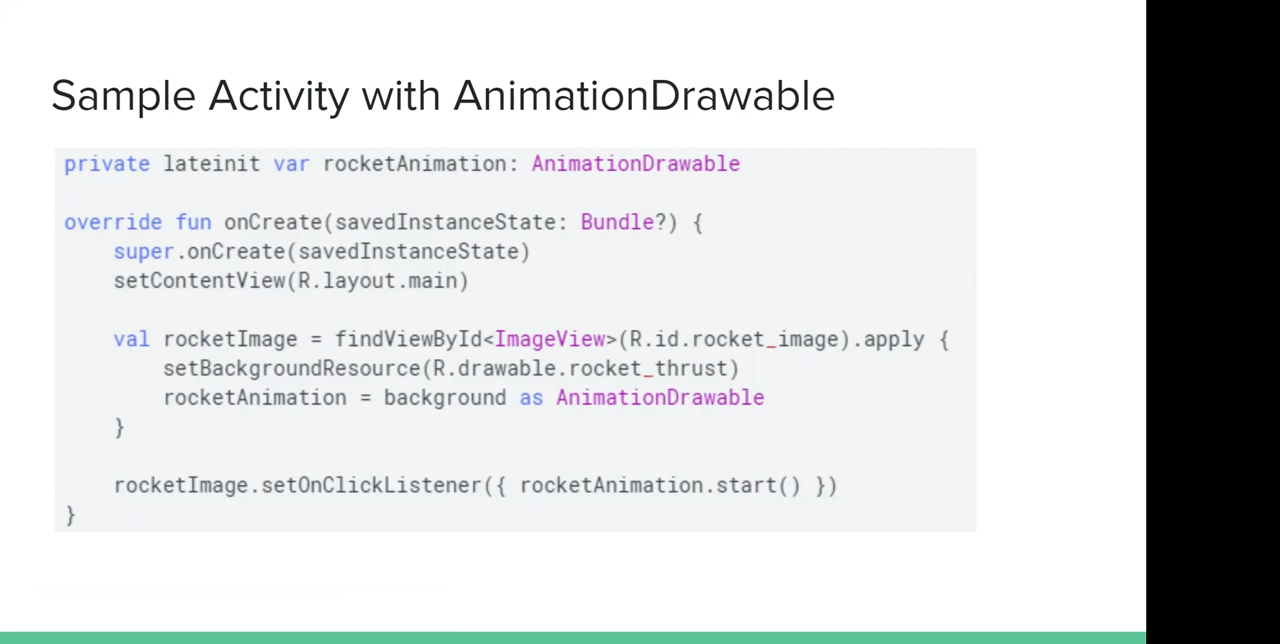 Sample Activity with AnimationDrawable
private lateinit var rocketAnimation: AnimationDrawable
override fun onCreate(savedInstanceState: Bundle?) {
super.onCreate(savedInstanceState)
setContentView(R.layout.main)
val rocketImage = findViewById<ImageView>(R.id.rocket_image).apply {
setBackgroundResource(R.drawable.rocket_thrust)
rocketAnimation = background as AnimationDrawable
}
rocketImage.setOnClickListener({ rocketAnimation.start() })
}